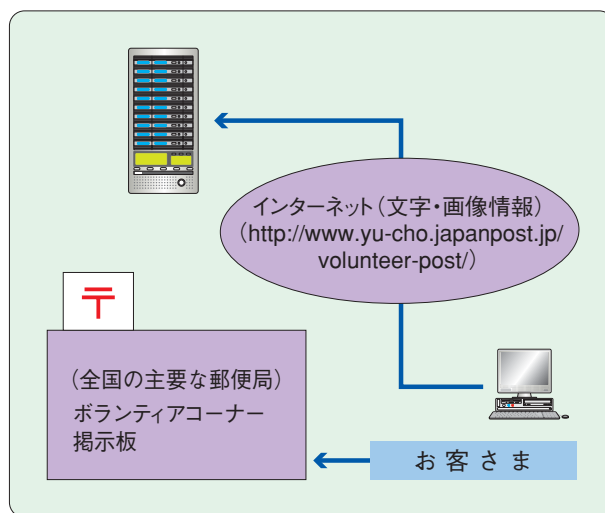 インターネット（文字・画像情報）
（http://www.yu-cho.japanpost.jp/
volunteer-post/）
〒
（全国の主要な郵便局）
ボランティアコーナー
掲示板
お客さま